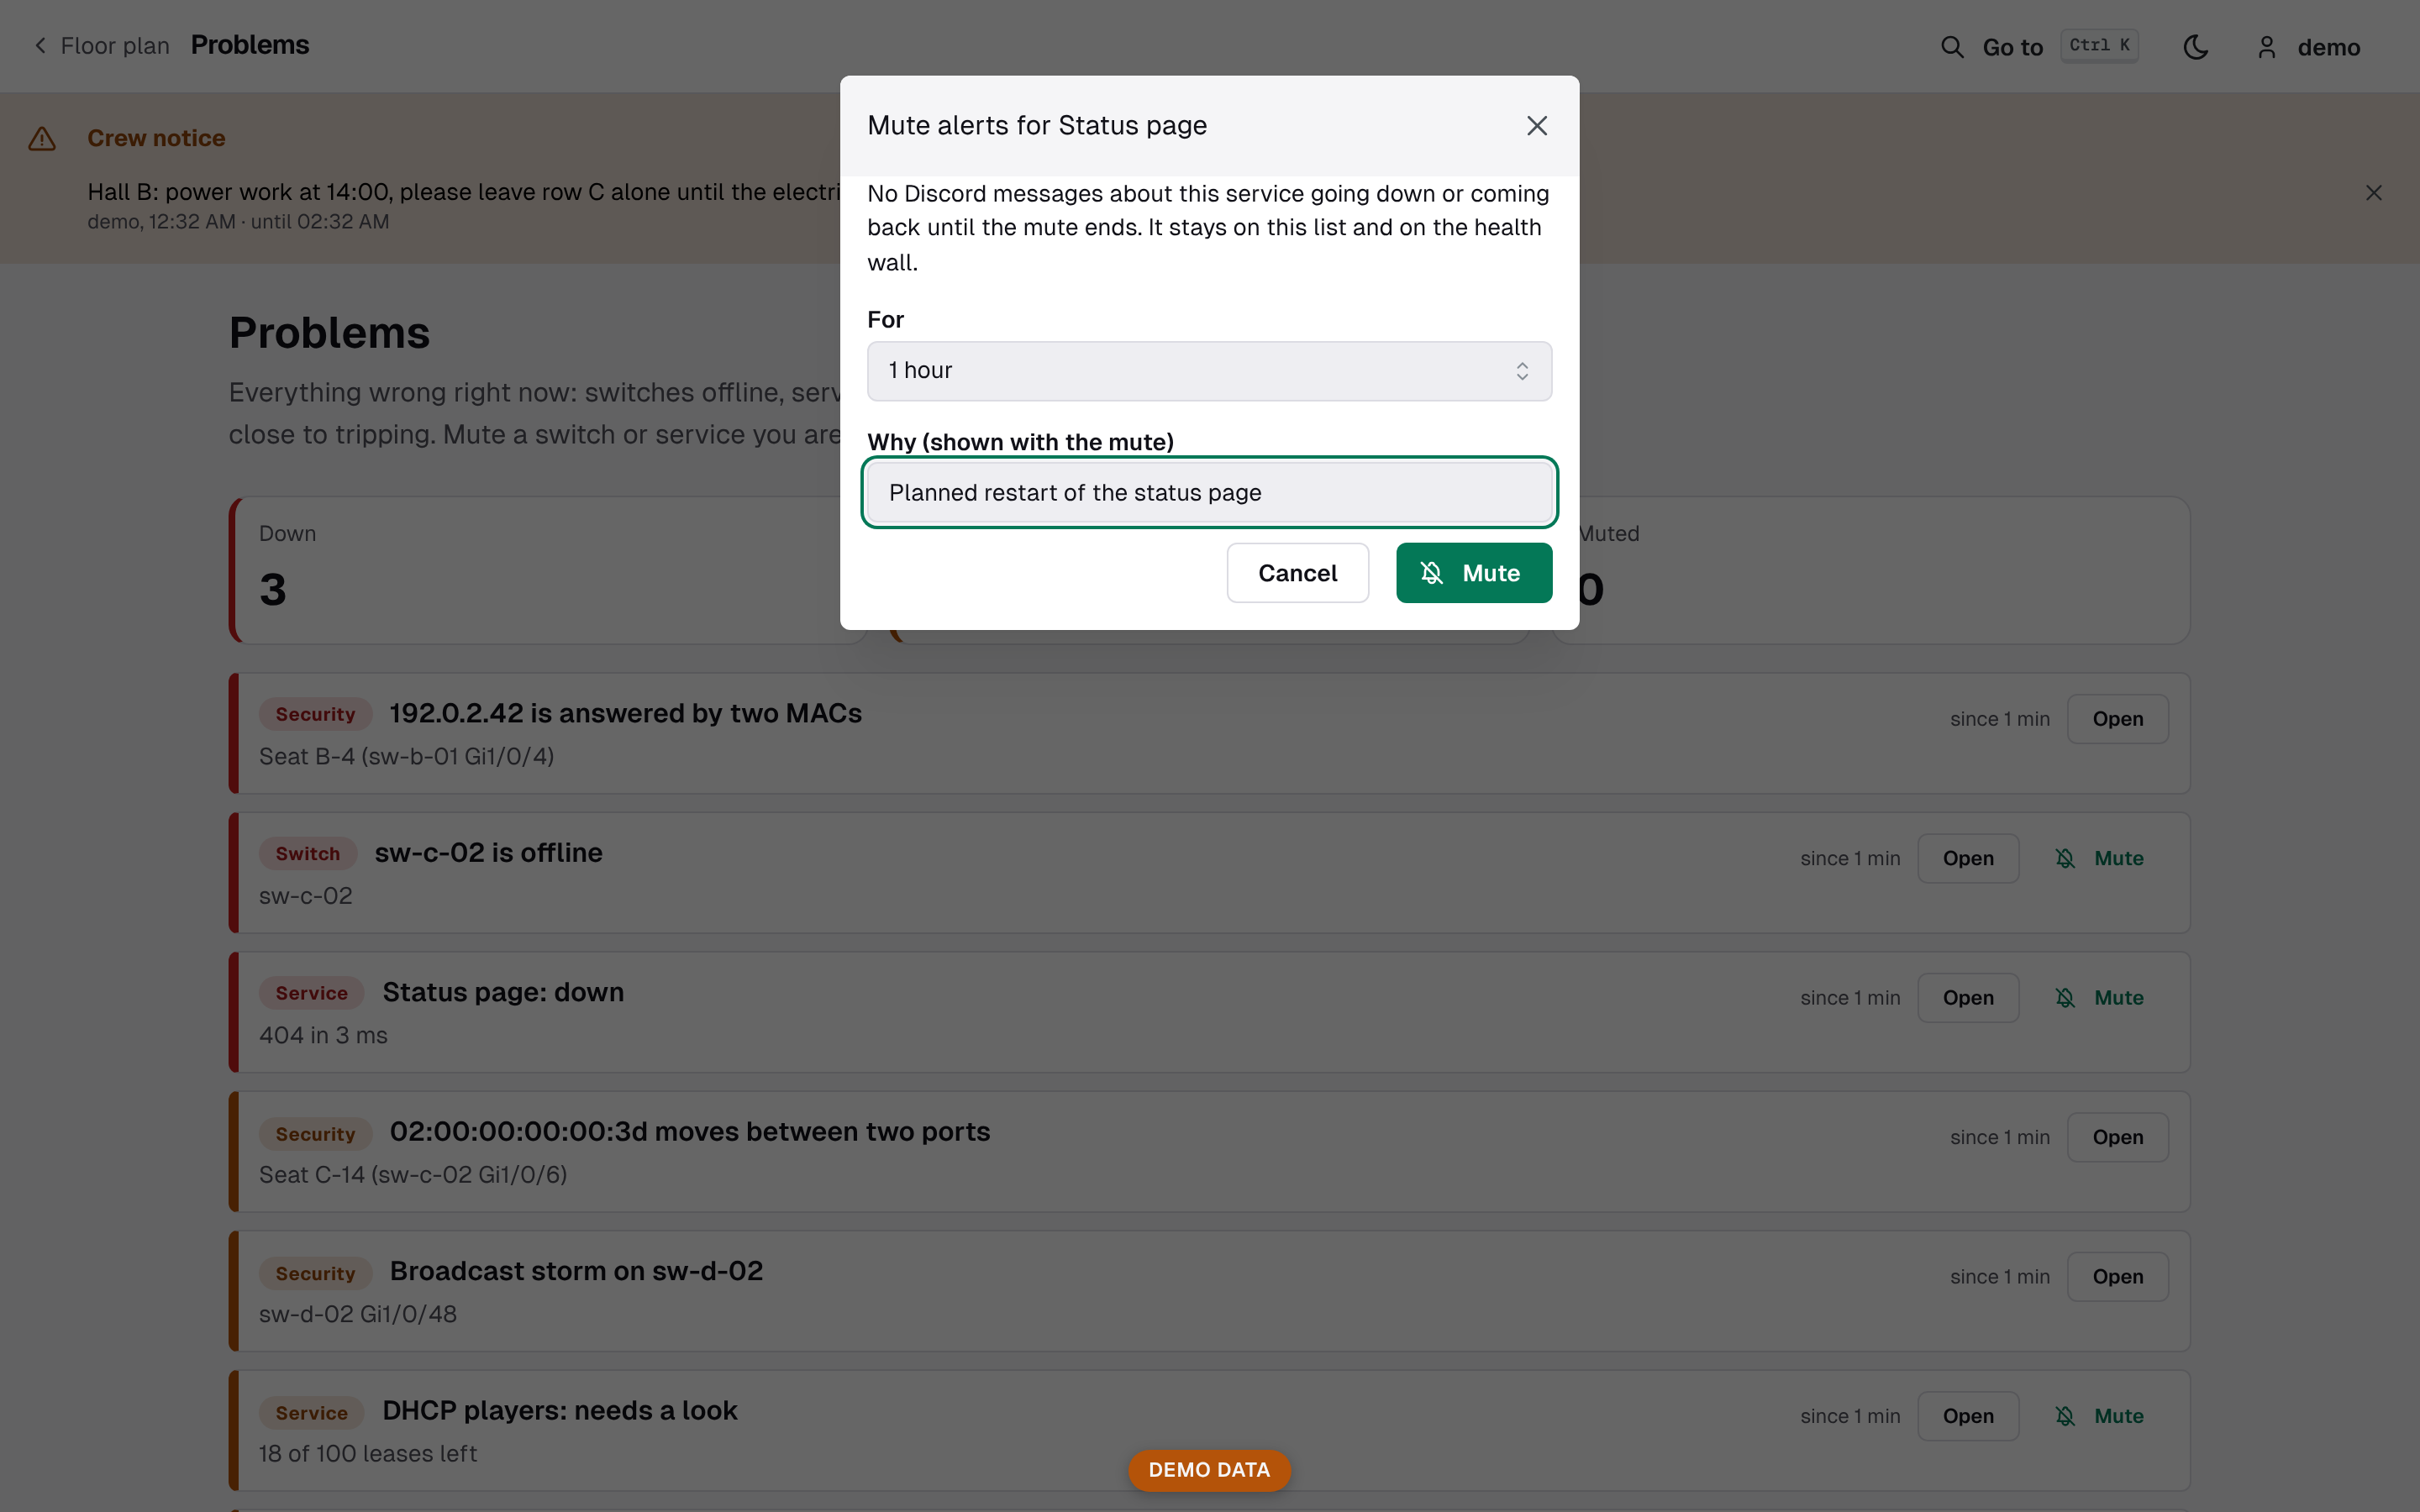 Floor plan Problems
Go to Ctrl K demo
Crew notice
Hall B: power work at 14:00, please leave row C alone until the electri
demo, 12:32 AM · until 02:32 AM
Mute alerts for Status page
No Discord messages about this service going down or coming
back until the mute ends. It stays on this list and on the health
wall.
For
1 hour
Why (shown with the mute)
Planned restart of the status page
Cancel Mute
Problems
Everything wrong right now: switches offline, serv
close to tripping. Mute a switch or service you are
Down
3
Muted
0
Security 192.0.2.42 is answered by two MACs
Seat B-4 (sw-b-01 Gi1/0/4)
since 1 min Open
Switch sw-c-02 is offline
sw-c-02
since 1 min Open Mute
Service Status page: down
404 in 3 ms
since 1 min Open Mute
Security 02:00:00:00:00:3d moves between two ports
Seat C-14 (sw-c-02 Gi1/0/6)
since 1 min Open
Security Broadcast storm on sw-d-02
sw-d-02 Gi1/0/48
since 1 min Open
Service DHCP players: needs a look
18 of 100 leases left
since 1 min Open Mute
DEMO DATA